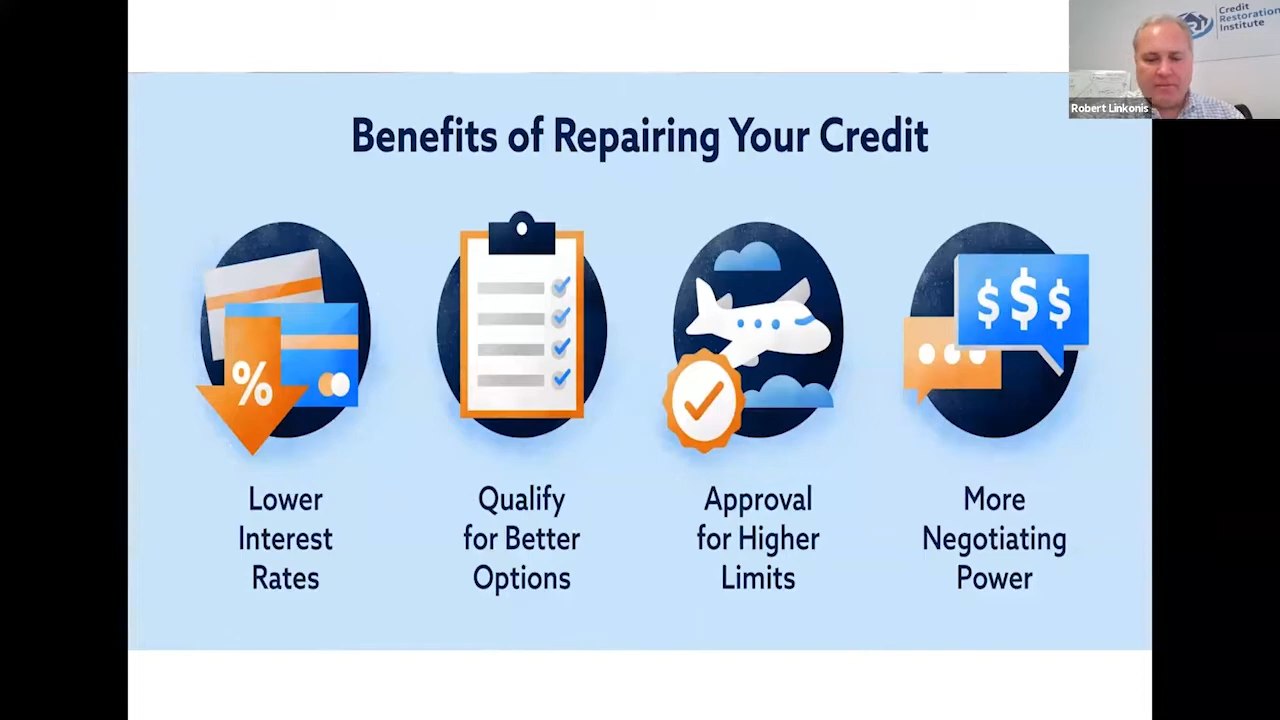 Credit
Restoration
Institute
Robert Linkonis
Benefits of Repairing Your Credit
%
$$$
Lower
Interest
Rates
Qualify
for Better
Options
Approval
for Higher
Limits
More
Negotiating
Power